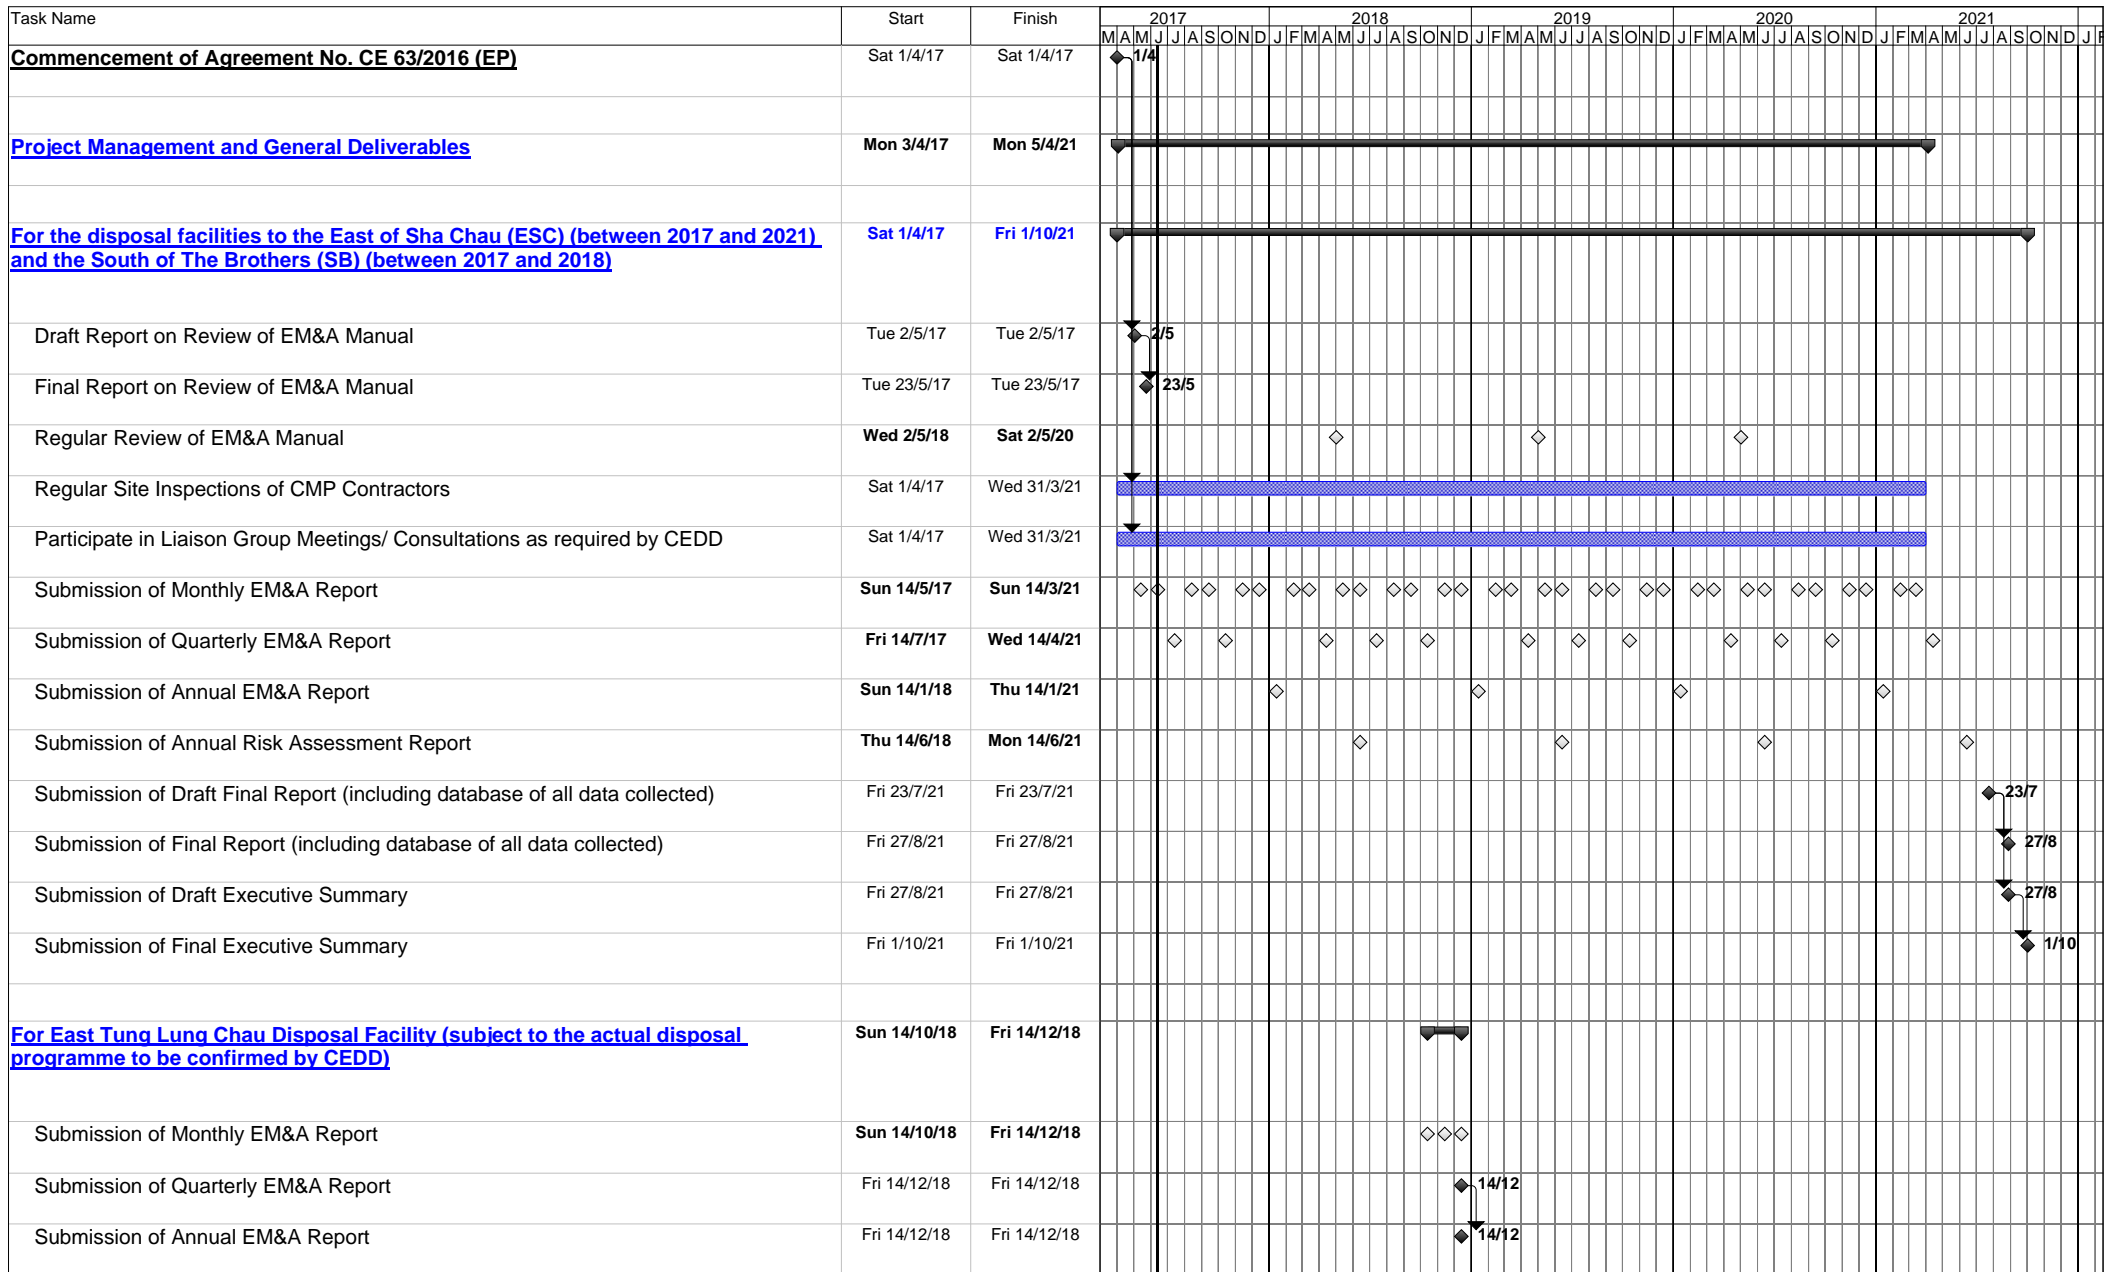 Task Name Start Finish 2017 2018 2019 2020 2021
M A M J J A S O N D J F M A M J J A S O N D J F M A M J J A S O N D J F M A M J J A S O N D J F M A M J J A S O N D J F
Commencement of Agreement No. CE 63/2016 (EP) Sat 1/4/17 Sat 1/4/17 1/4
Project Management and General Deliverables Mon 3/4/17 Mon 5/4/21
For the disposal facilities to the East of Sha Chau (ESC) (between 2017 and 2021) Sat 1/4/17 Fri 1/10/21
and the South of The Brothers (SB) (between 2017 and 2018)
Draft Report on Review of EM&A Manual Tue 2/5/17 Tue 2/5/17 2/5
Final Report on Review of EM&A Manual Tue 23/5/17 Tue 23/5/17 23/5
Regular Review of EM&A Manual Wed 2/5/18 Sat 2/5/20
Regular Site Inspections of CMP Contractors Sat 1/4/17 Wed 31/3/21
Participate in Liaison Group Meetings/ Consultations as required by CEDD Sat 1/4/17 Wed 31/3/21
Submission of Monthly EM&A Report Sun 14/5/17 Sun 14/3/21
Submission of Quarterly EM&A Report Fri 14/7/17 Wed 14/4/21
Submission of Annual EM&A Report Sun 14/1/18 Thu 14/1/21
Submission of Annual Risk Assessment Report Thu 14/6/18 Mon 14/6/21
Submission of Draft Final Report (including database of all data collected) Fri 23/7/21 Fri 23/7/21 23/7
Submission of Final Report (including database of all data collected) Fri 27/8/21 Fri 27/8/21 27/8
Submission of Draft Executive Summary Fri 27/8/21 Fri 27/8/21 27/8
Submission of Final Executive Summary Fri 1/10/21 Fri 1/10/21 1/10
For East Tung Lung Chau Disposal Facility (subject to the actual disposal Sun 14/10/18 Fri 14/12/18
programme to be confirmed by CEDD)
Submission of Monthly EM&A Report Sun 14/10/18 Fri 14/12/18
Submission of Quarterly EM&A Report Fri 14/12/18 Fri 14/12/18 14/12
Submission of Annual EM&A Report Fri 14/12/18 Fri 14/12/18 14/12